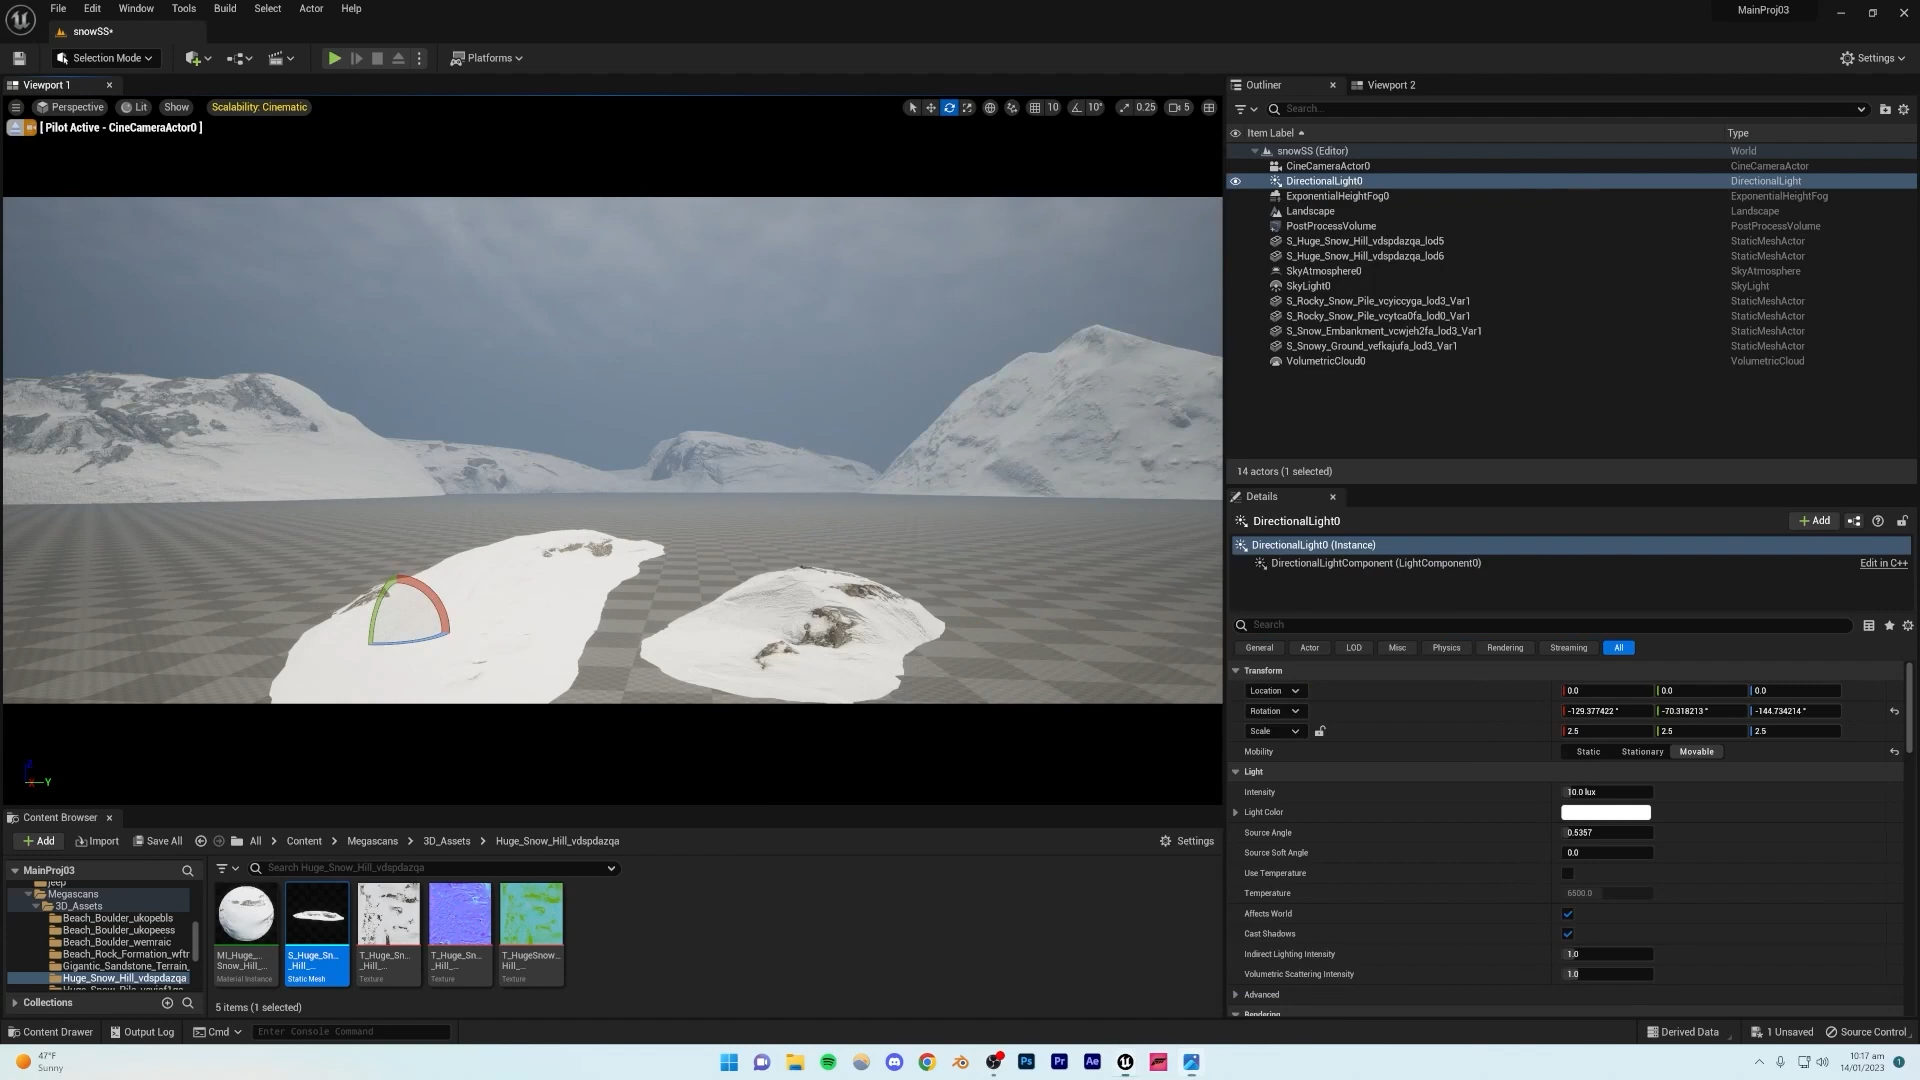 File Edit Window Tools Build Select Actor Help
MainProj03
snowSS*
Selection Mode
Platforms
Settings
Viewport 1
Perspective Lit Show Scalability: Cinematic
10 10° 0.25 5
[ Pilot Active - CineCameraActor0 ]
Z
X Y
Outliner Viewport 2
Search...
Item Label Type
snowSS (Editor) World
CineCameraActor0 CineCameraActor
DirectionalLight0 DirectionalLight
ExponentialHeightFog0 ExponentialHeightFog
Landscape Landscape
PostProcessVolume PostProcessVolume
S_Huge_Snow_Hill_vdspdazqa_lod5 StaticMeshActor
S_Huge_Snow_Hill_vdspdazqa_lod6 StaticMeshActor
SkyAtmosphere0 SkyAtmosphere
SkyLight0 SkyLight
S_Rocky_Snow_Pile_vcyiccyga_lod3_Var1 StaticMeshActor
S_Rocky_Snow_Pile_vcytca0fa_lod0_Var1 StaticMeshActor
S_Snow_Embankment_vcwjeh2fa_lod3_Var1 StaticMeshActor
S_Snowy_Ground_vefkajufa_lod3_Var1 StaticMeshActor
VolumetricCloud0 VolumetricCloud
14 actors (1 selected)
Details
DirectionalLight0
Add
DirectionalLight0 (Instance)
DirectionalLightComponent (LightComponent0) Edit in C++
Search
General Actor LOD Misc Physics Rendering Streaming All
Transform
Location 0.0 0.0 0.0
Rotation -129.377422 ° -70.318213 ° -144.734214 °
Scale 2.5 2.5 2.5
Mobility Static Stationary Movable
Light
Intensity 10.0 lux
Light Color
Source Angle 0.5357
Source Soft Angle 0.0
Use Temperature
Temperature 6500.0
Affects World
Cast Shadows
Indirect Lighting Intensity 1.0
Volumetric Scattering Intensity 1.0
Advanced
Rendering
Content Browser
Add Import Save All All Content Megascans 3D_Assets Huge_Snow_Hill_vdspdazqa Settings
MainProj03
Search Huge_Snow_Hill_vdspdazqa
jeep
Megascans
3D_Assets
Beach_Boulder_ukopebls
Beach_Boulder_ukopeess
Beach_Boulder_wemraic
Beach_Rock_Formation_wftr
Gigantic_Sandstone_Terrain_
Huge_Snow_Hill_vdspdazqa
Collections
MI_Huge_
Snow_Hill_...
Material Instance
S_Huge_Sn...
_Hill_...
Static Mesh
T_Huge_Sn...
_Hill_...
Texture
T_Huge_Sn...
_Hill_...
Texture
T_HugeSnow...
Hill_...
Texture
5 items (1 selected)
Content Drawer Output Log Cmd Enter Console Command
Derived Data 1 Unsaved Source Control
47°F
Sunny
Ps Pr Ae
10:17 am
14/01/2023
1